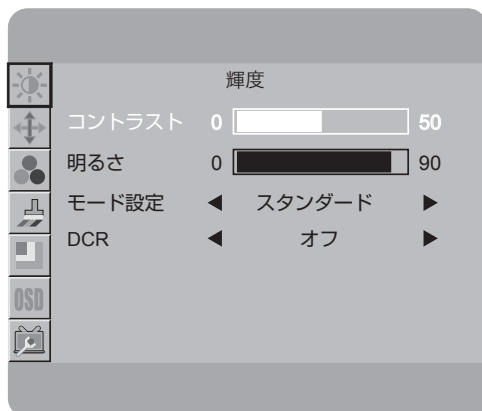 輝度
コントラスト 0 50
明るさ 0 90
モード設定 ◀ スタンダード ▶
DCR ◀ オフ ▶
OSD